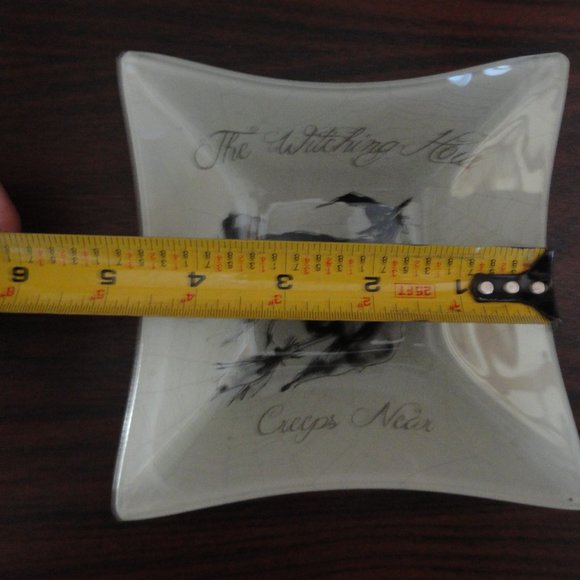 The Witching Hour
6 5 4 3 2 1
25FT
Creeps Near